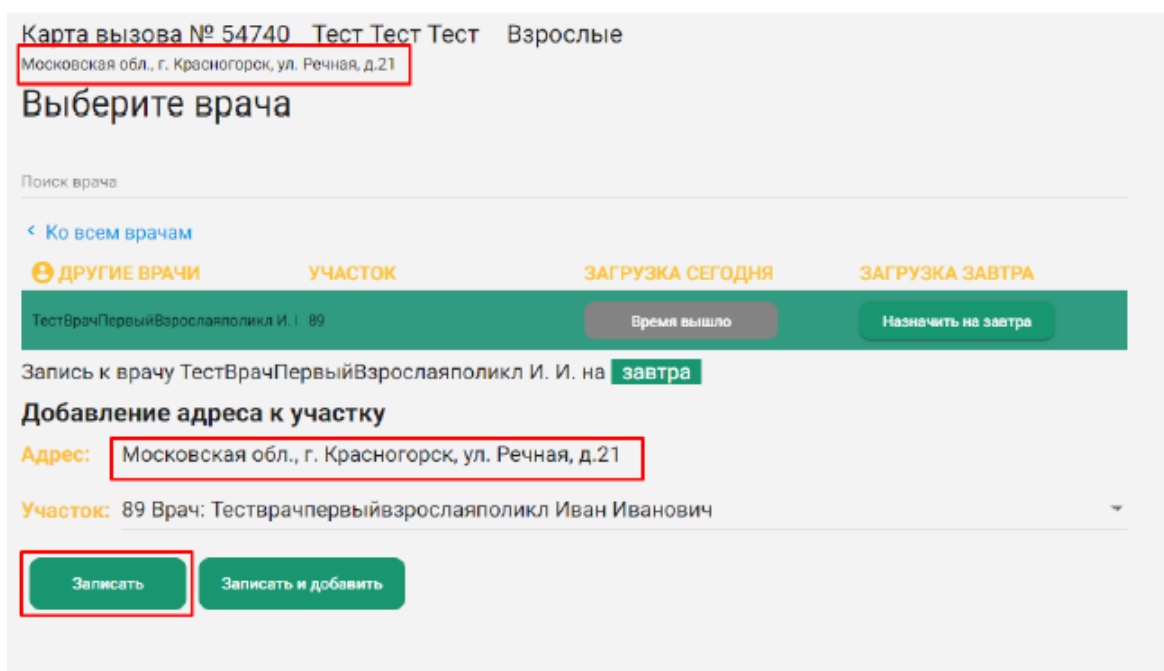 Карта вызова № 54740 Тест Тест Тест Взрослые
Московская обл., г. Красногорск, ул. Речная, д.21
Выберите врача
Поиск врача
< Ко всем врачам
ДРУГИЕ ВРАЧИ УЧАСТОК ЗАГРУЗКА СЕГОДНЯ ЗАГРУЗКА ЗАВТРА
ТестВрачПервыйВзрослаяполикл И. 89 Время вышло Назначить на завтра
Запись к врачу ТестВрачПервыйВзрослаяполикл И. И. на завтра
Добавление адреса к участку
Адрес: Московская обл., г. Красногорск, ул. Речная, д.21
Участок: 89 Врач: Тестврачпервыйвзрослаяполикл Иван Иванович
Записать Записать и добавить